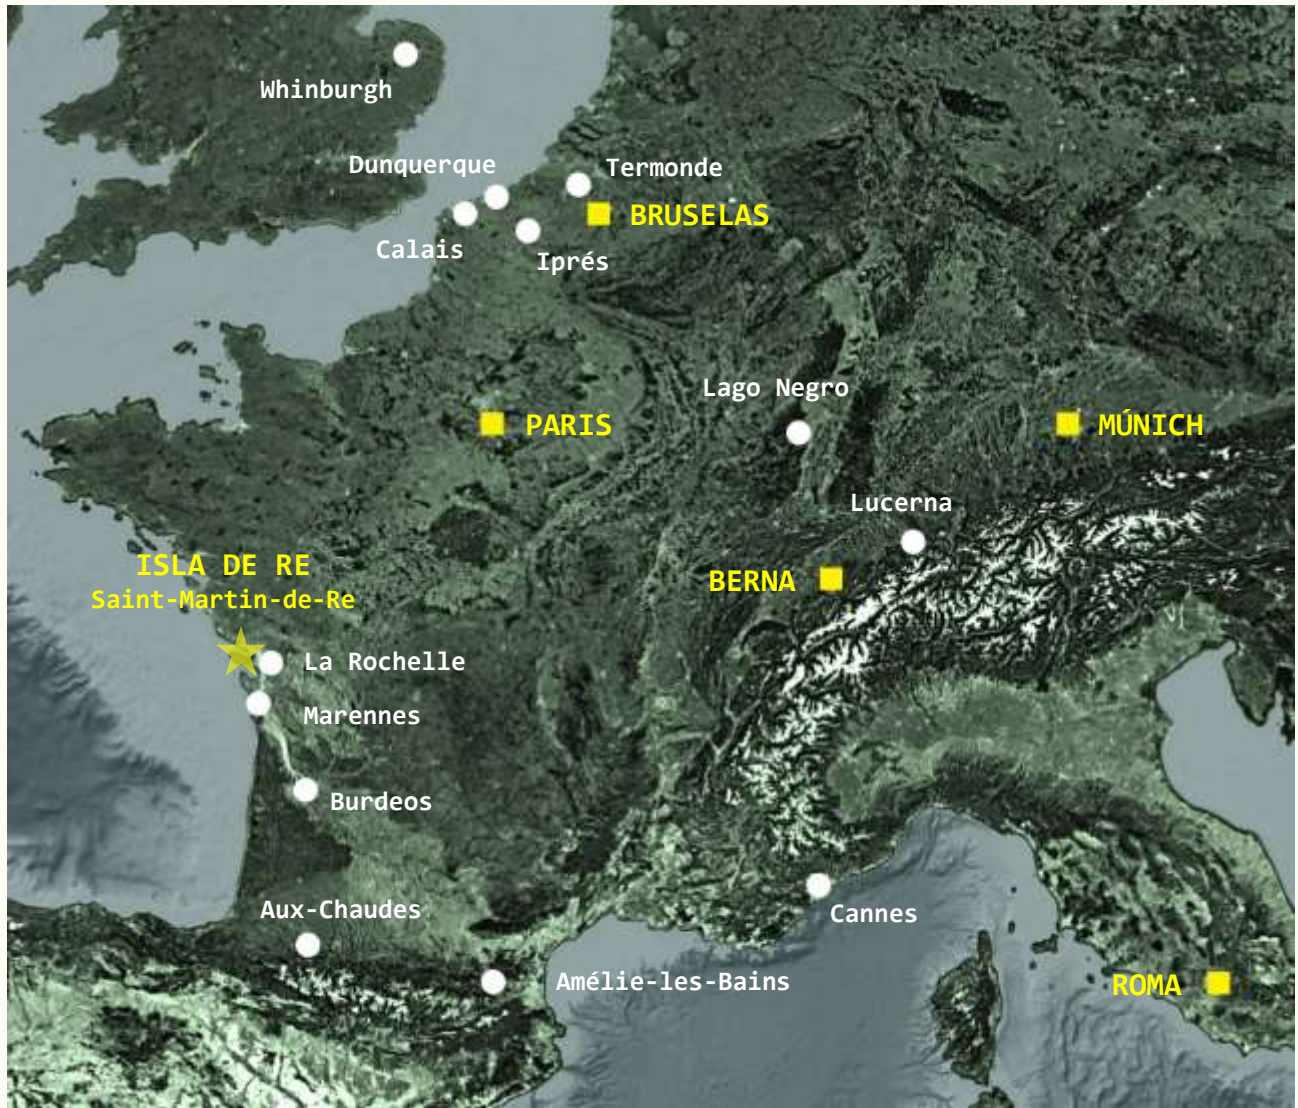 Whinburgh
Dunquerque
Termonde
BRUSELAS
Calais
Iprés
Lago Negro
PARIS
MÚNICH
Lucerna
ISLA DE RE
BERNA
Saint-Martin-de-Re
La Rochelle
Marennes
Burdeos
Aux-Chaudes
Cannes
Amélie-les-Bains
ROMA